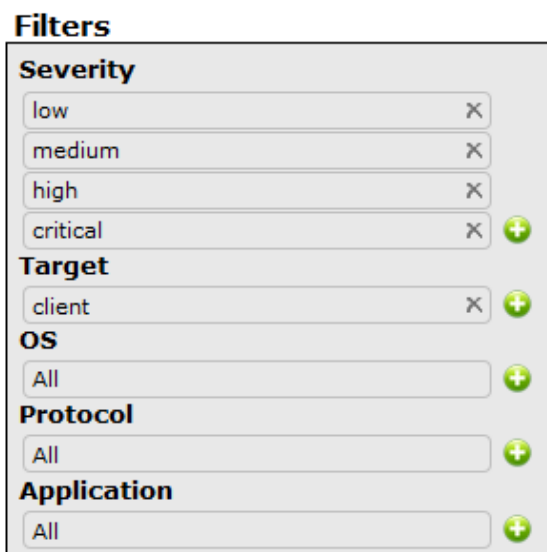 Filters
Severity
low
medium
high
critical
Target
client
OS
All
Protocol
All
Application
All